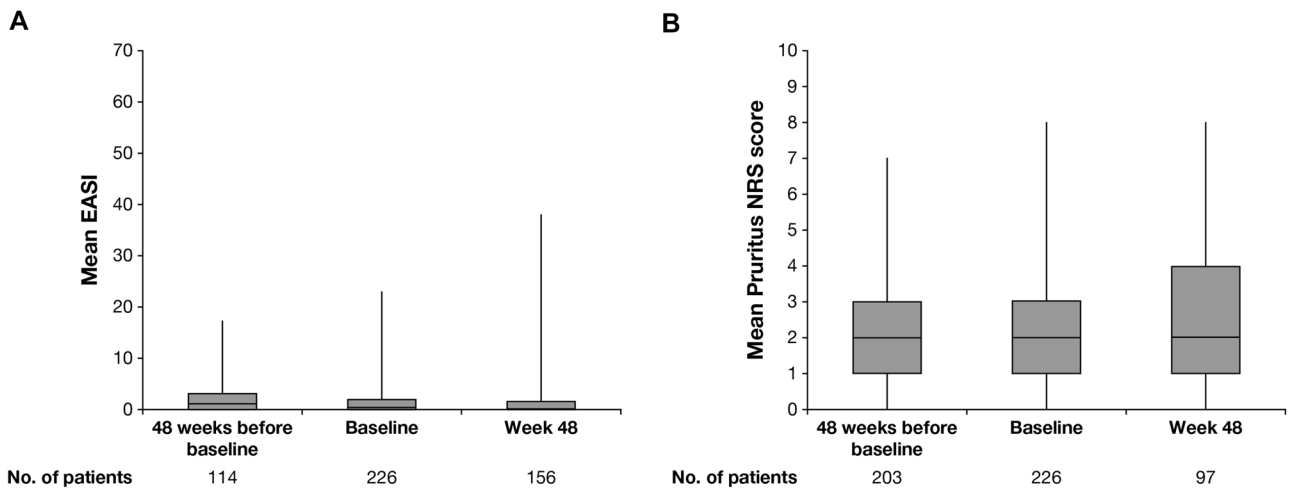 A
Mean EASI
70
60
50
40
30
20
10
0
48 weeks before
baseline
Baseline
Week 48
No. of patients
114
226
156
B
Mean Pruritus NRS score
10
9
8
7
6
5
4
3
2
1
0
48 weeks before
baseline
Baseline
Week 48
No. of patients
203
226
97